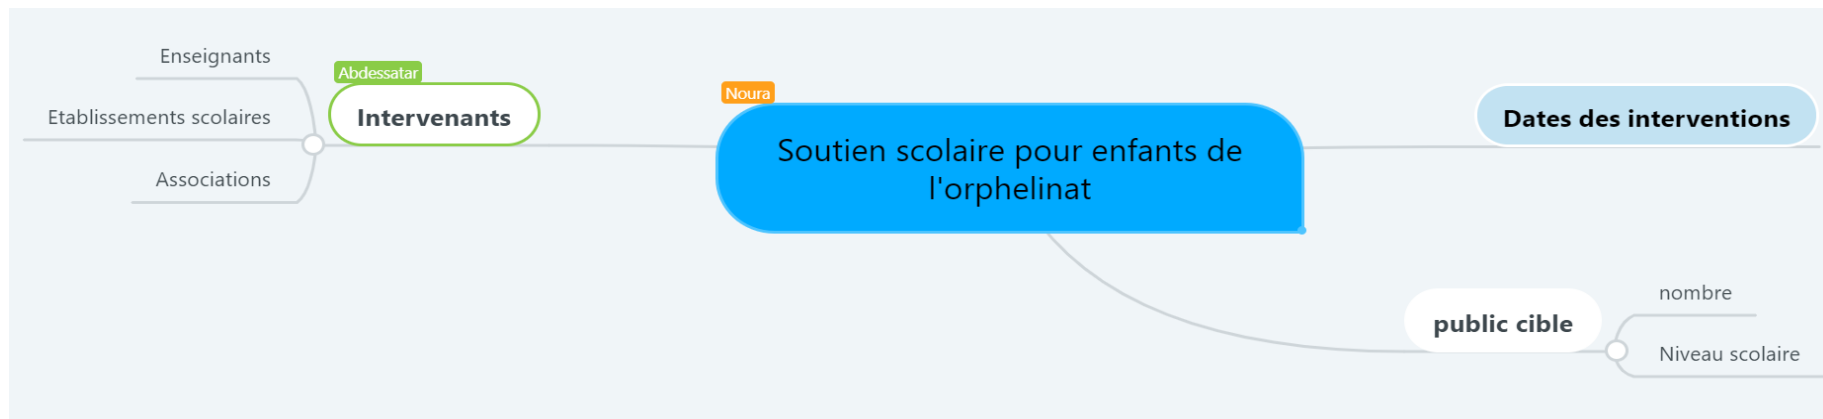 Enseignants
Etablissements scolaires
Associations
Abdessatar
Intervenants
Noura
Soutien scolaire pour enfants de
l'orphelinat
Dates des interventions
public cible
nombre
Niveau scolaire